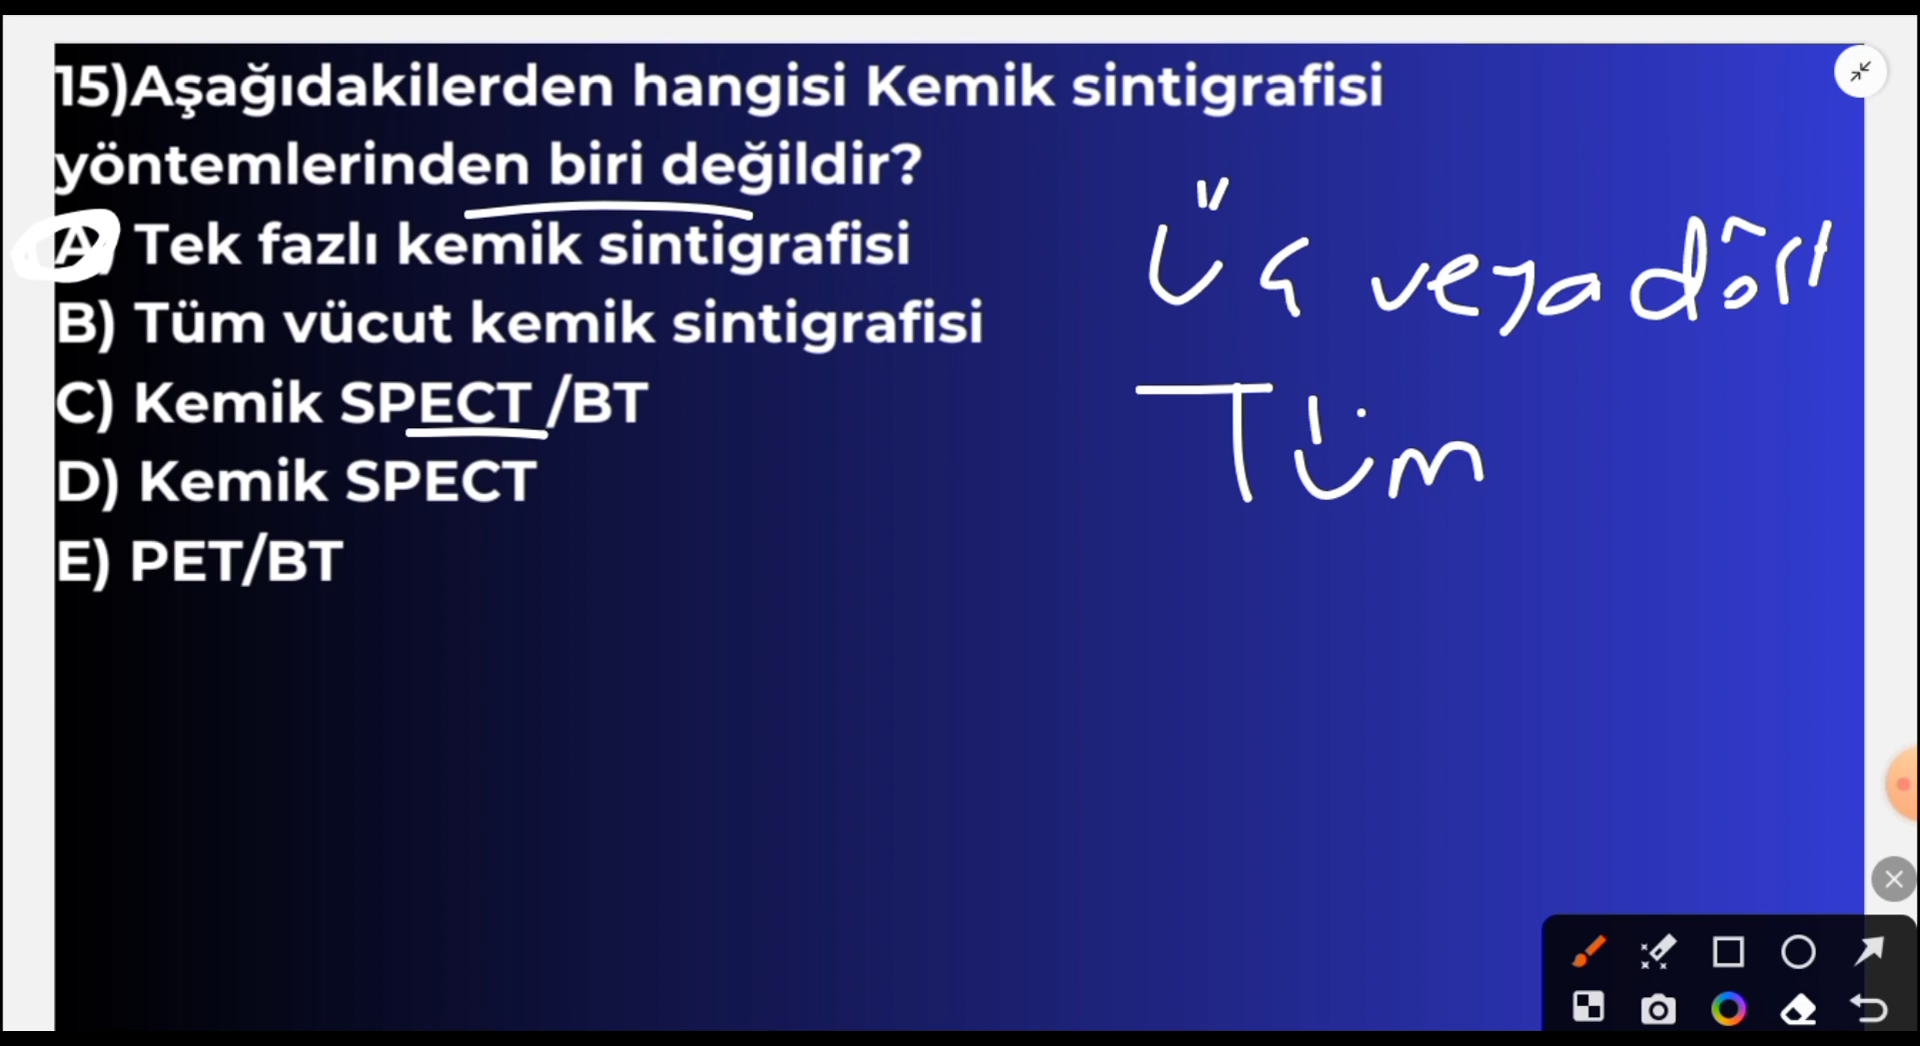 15)Aşağıdakilerden hangisi Kemik sintigrafisi
yöntemlerinden biri değildir?
A) Tek fazlı kemik sintigrafisi
B) Tüm vücut kemik sintigrafisi
C) Kemik SPECT /BT
D) Kemik SPECT
E) PET/BT
Üç veya dört
Tüm